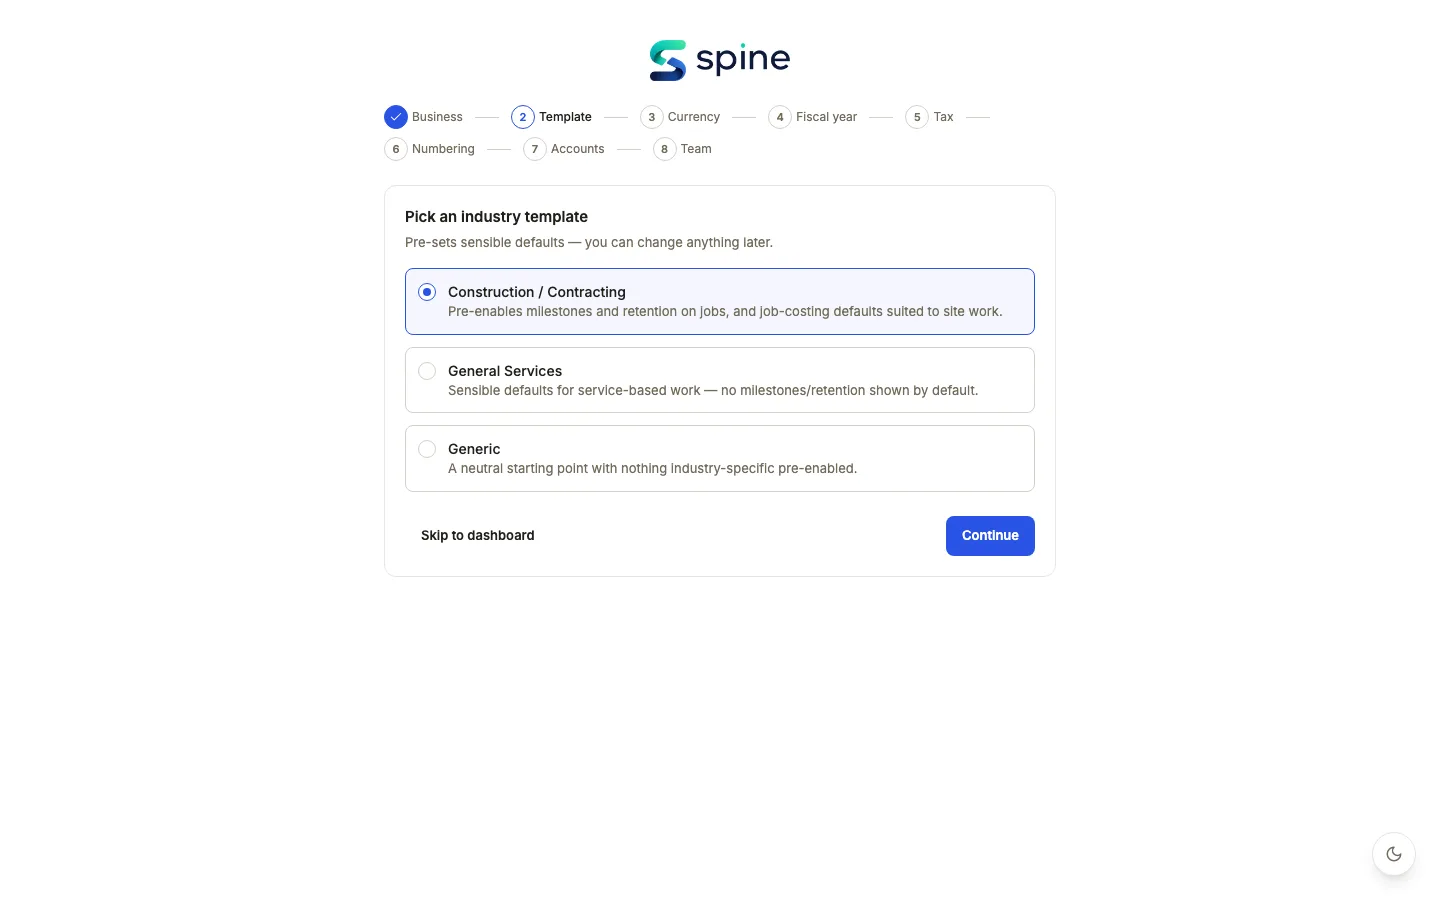 spine
Business
2 Template
3 Currency
4 Fiscal year
5 Tax
6 Numbering
7 Accounts
8 Team
Pick an industry template
Pre-sets sensible defaults — you can change anything later.
Construction / Contracting
Pre-enables milestones and retention on jobs, and job-costing defaults suited to site work.
General Services
Sensible defaults for service-based work — no milestones/retention shown by default.
Generic
A neutral starting point with nothing industry-specific pre-enabled.
Skip to dashboard
Continue